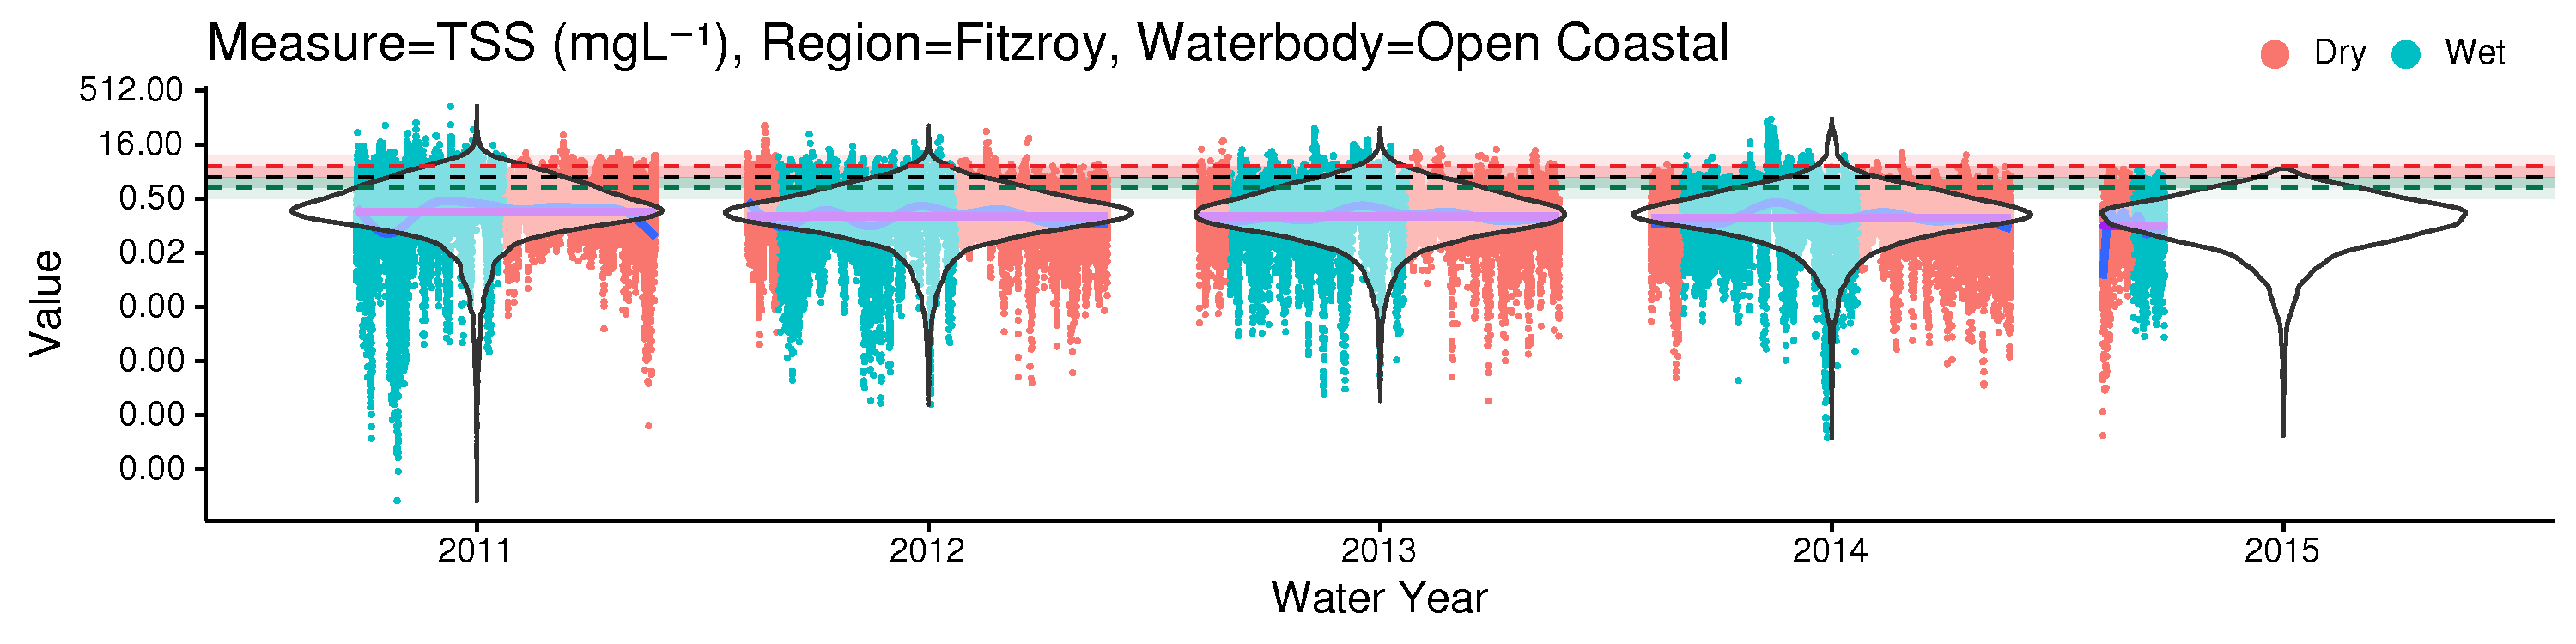 Measure=TSS (mgL⁻¹), Region=Fitzroy, Waterbody=Open Coastal
Dry Wet
512.00
16.00
0.50
0.02
0.00
0.00
0.00
0.00
Value
2011 2012 2013 2014 2015
Water Year